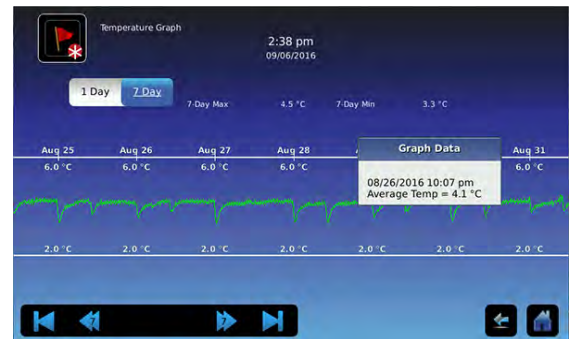 Temperature Graph
2:38 pm
09/06/2016
1 Day 7 Day
7-Day Max 4.5 °C 7-Day Min 3.3 °C
Aug 25 Aug 26 Aug 27 Aug 28 Aug 31
Graph Data
6.0 °C 6.0 °C 6.0 °C 6.0 °C 6.0 °C
08/26/2016 10:07 pm
Average Temp = 4.1 °C
2.0 °C 2.0 °C 2.0 °C 2.0 °C 2.0 °C 2.0 °C 2.0 °C
7 7